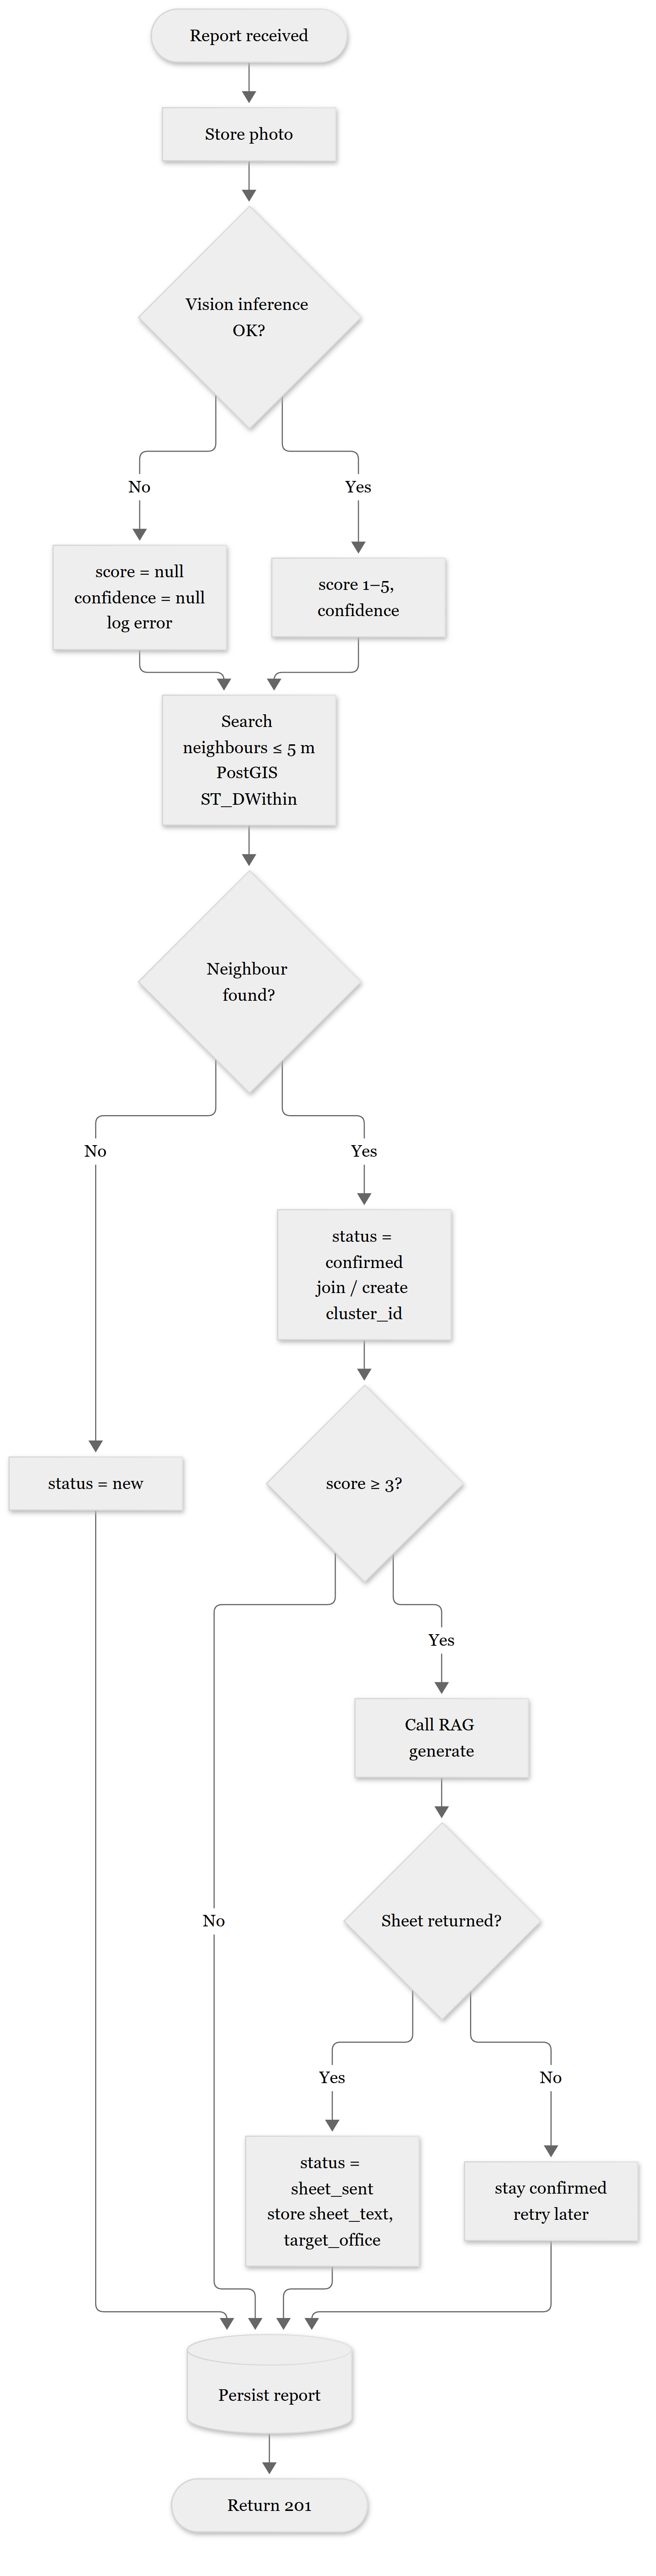 Report received
Store photo
Vision inference
OK?
No
Yes
score = null
confidence = null
log error
score 1–5,
confidence
Search
neighbours ≤ 5 m
PostGIS
ST_DWithin
Neighbour
found?
No
Yes
status =
confirmed
join / create
cluster_id
status = new
score ≥ 3?
Yes
Call RAG
generate
No
Sheet returned?
Yes
No
status =
sheet_sent
store sheet_text,
target_office
stay confirmed
retry later
Persist report
Return 201